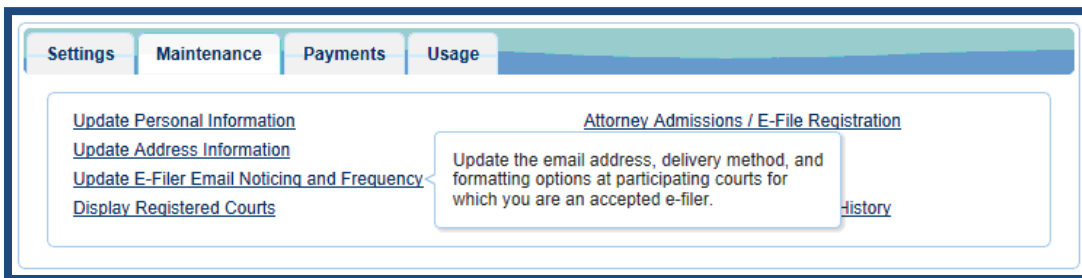 Settings Maintenance Payments Usage
Update Personal Information
Attorney Admissions / E-File Registration
Update Address Information
Update E-Filer Email Noticing and Frequency
Display Registered Courts
Update the email address, delivery method, and
formatting options at participating courts for
which you are an accepted e-filer.
History